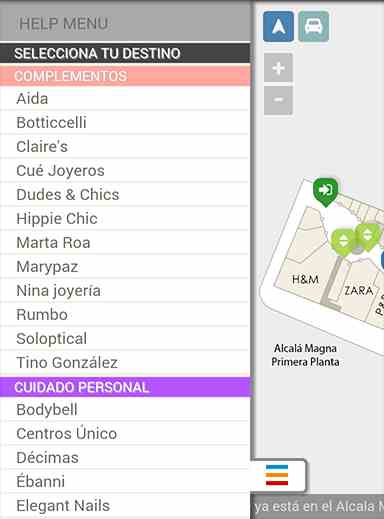 HELP MENU
SELECCIONA TU DESTINO
COMPLEMENTOS
Aida
Botticcelli
Claire's
Cué Joyeros
Dudes & Chics
Hippie Chic
Marta Roa
Marypaz
Nina joyería
Rumbo
Soloptical
Tino González
CUIDADO PERSONAL
Bodybell
Centros Único
Décimas
Ébanni
Elegant Nails
+
-
H&M
ZARA
Alcalá Magna
Primera Planta
ya está en el Alcala